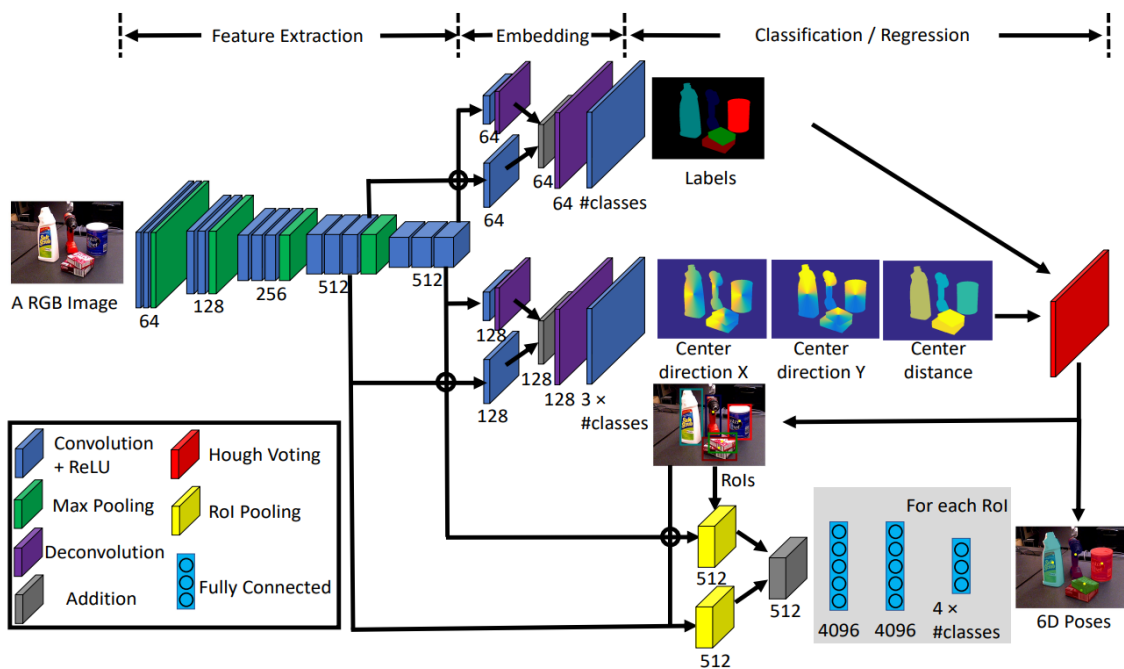 Feature Extraction
Embedding
Classification / Regression
A RGB Image
64
128
256
512
512
64
64
64
64
#classes
Labels
128
128
128
128
3 ×
#classes
Center
direction X
Center
direction Y
Center
distance
RoIs
512
512
512
For each RoI
4096
4096
4 ×
#classes
6D Poses
Convolution
+ ReLU
Max Pooling
Deconvolution
Addition
Hough Voting
RoI Pooling
Fully Connected